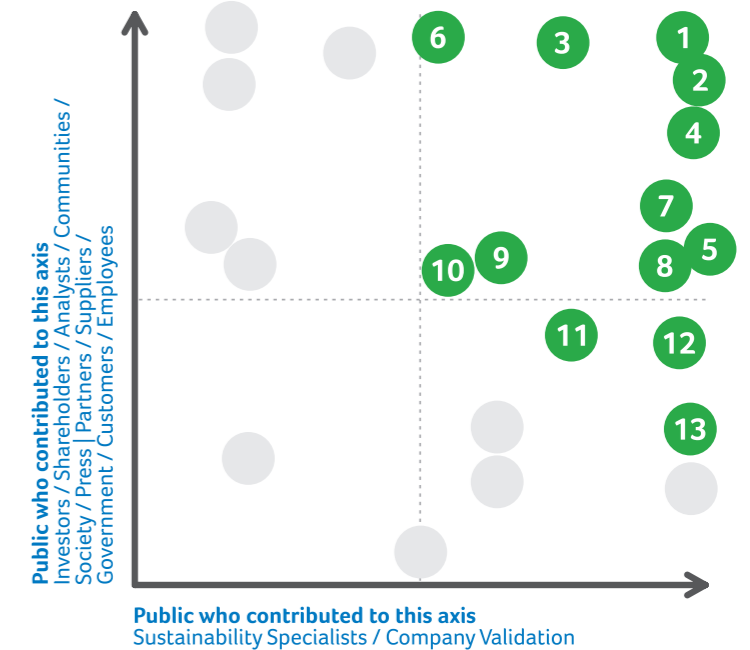 6
3
1
2
4
7
5
8
9
10
11
12
13
Public who contributed to this axis
Investors / Shareholders / Analysts / Communities /
Society / Press | Partners / Suppliers /
Government / Customers / Employees
Public who contributed to this axis
Sustainability Specialists / Company Validation